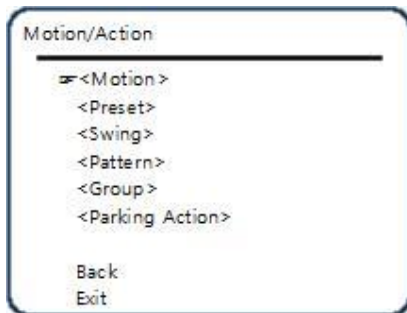 Motion/Action
☞<Motion>
<Preset>
<Swing>
<Pattern>
<Group>
<Parking Action>
Back
Exit